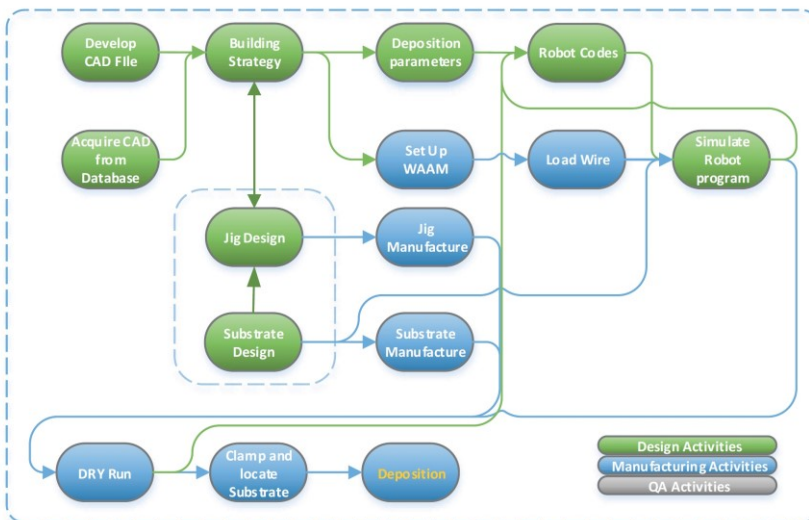 Develop
CAD FIle
Building
Strategy
Deposition
parameters
Robot Codes
Acquire CAD
from
Database
Set Up
WAAM
Load Wire
Simulate
Robot
program
Jig Design
Jig
Manufacture
Substrate
Design
Substrate
Manufacture
DRY Run
Clamp and
locate
Substrate
Deposition
Design Activities
Manufacturing Activities
QA Activities